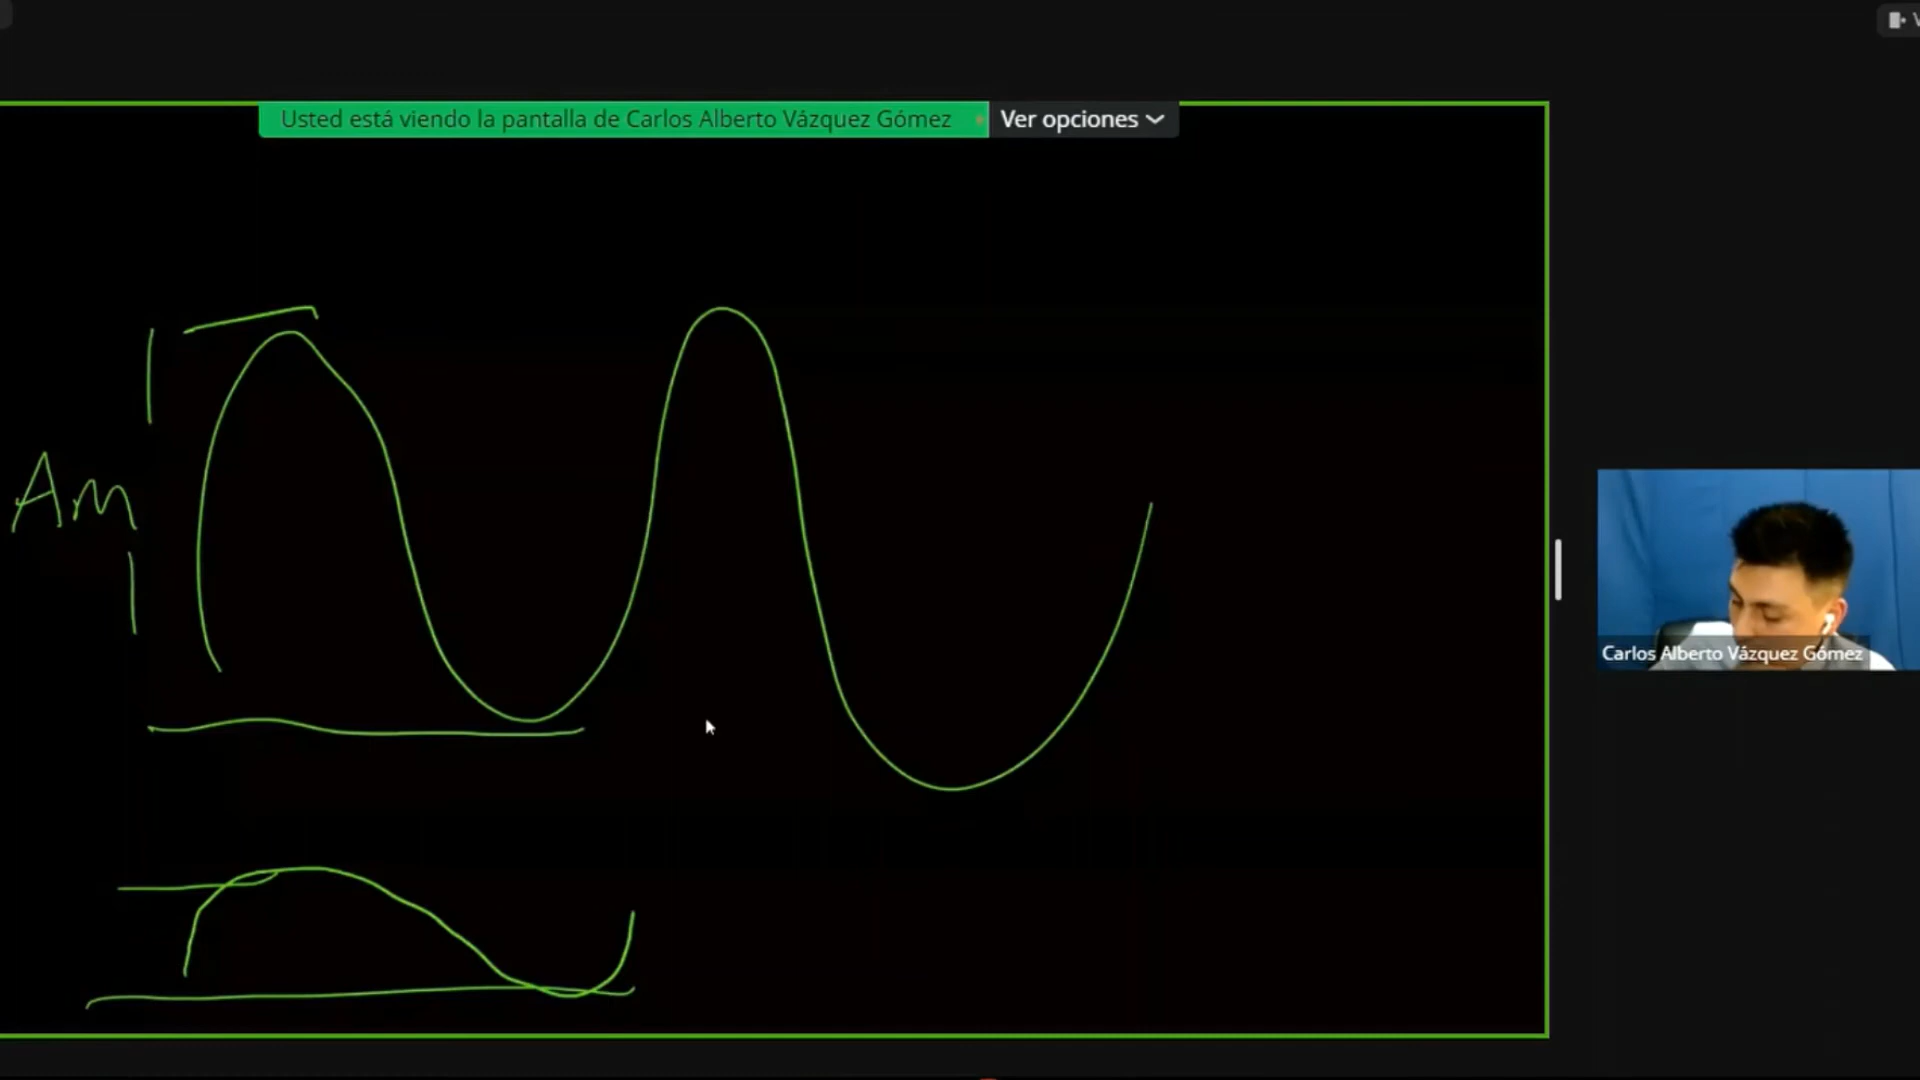 Usted está viendo la pantalla de Carlos Alberto Vázquez Gómez
Ver opciones
Am
Carlos Alberto Vázquez Gómez